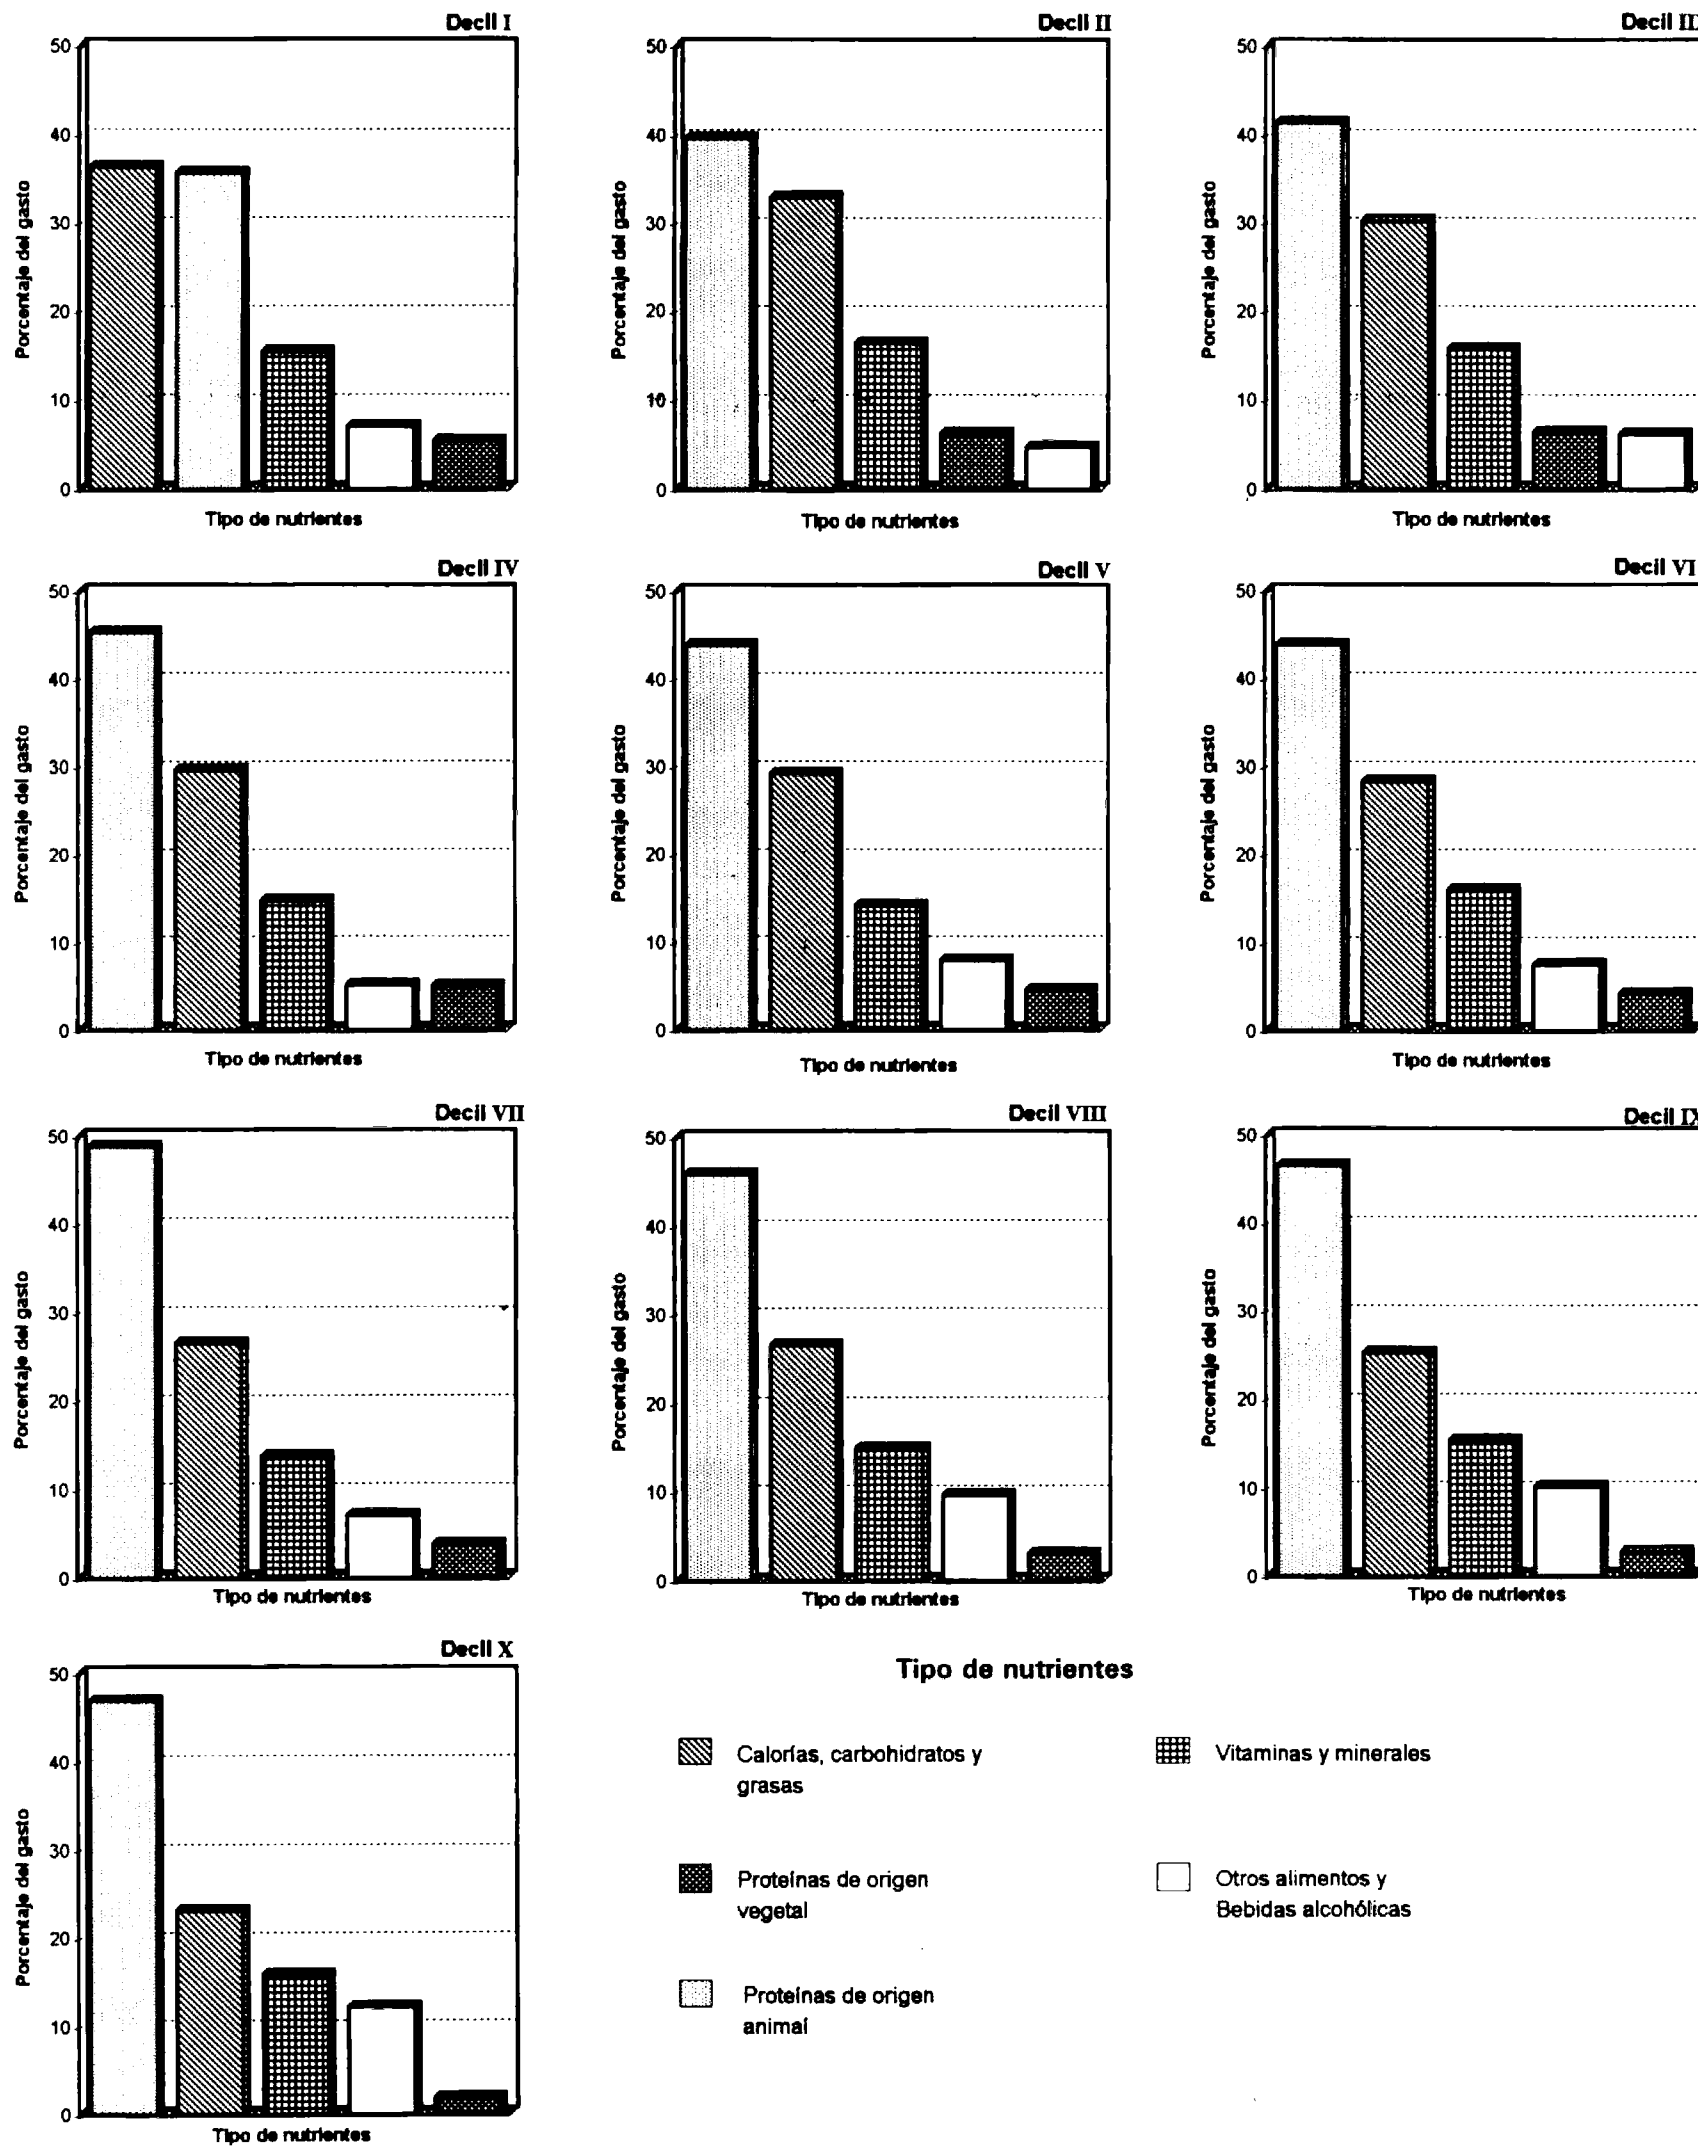 Decil I
50
40
30
20
10
0
Porcentaje del gasto
Tipo de nutrientes
Decil II
50
40
30
20
10
0
Porcentaje del gasto
Tipo de nutrientes
Decil III
50
40
30
20
10
0
Porcentaje del gasto
Tipo de nutrientes
Decil IV
50
40
30
20
10
0
Porcentaje del gasto
Tipo de nutrientes
Decil V
50
40
30
20
10
0
Porcentaje del gasto
Tipo de nutrientes
Decil VI
50
40
30
20
10
0
Porcentaje del gasto
Tipo de nutrientes
Decil VII
50
40
30
20
10
0
Porcentaje del gasto
Tipo de nutrientes
Decil VIII
50
40
30
20
10
0
Porcentaje del gasto
Tipo de nutrientes
Decil IX
50
40
30
20
10
0
Porcentaje del gasto
Tipo de nutrientes
Decil X
50
40
30
20
10
0
Porcentaje del gasto
Tipo de nutrientes
Tipo de nutrientes
Calorías, carbohidratos y
grasas
Vitaminas y minerales
Proteínas de origen
vegetal
Otros alimentos y
Bebidas alcohólicas
Proteínas de origen
animal